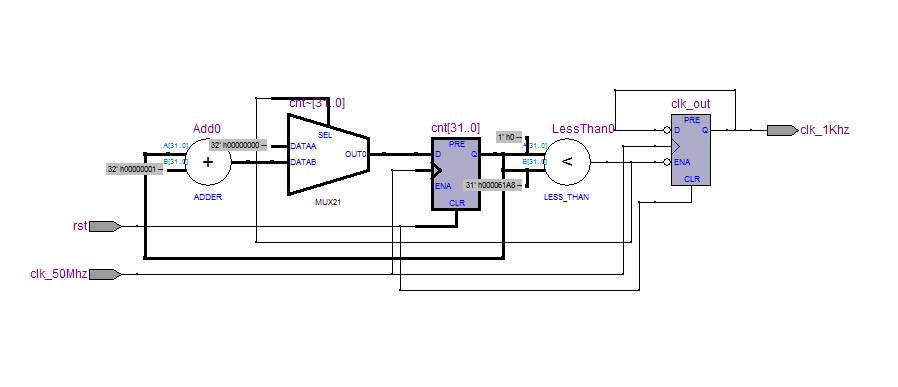 cnt~[31..0]
clk_out
Add0
cnt[31..0]
LessThan0
PRE
SEL
D
Q
clk_1Khz
1' h0
A[31..0]
32' h00000000
DATAA
PRE
A[31..0]
B[31..0]
+
DATAB
OUT0
D
Q
B[31..0]
<
ENA
32' h00000001
ENA
31' h000061A8
CLR
ADDER
MUX21
CLR
LESS_THAN
rst
clk_50Mhz